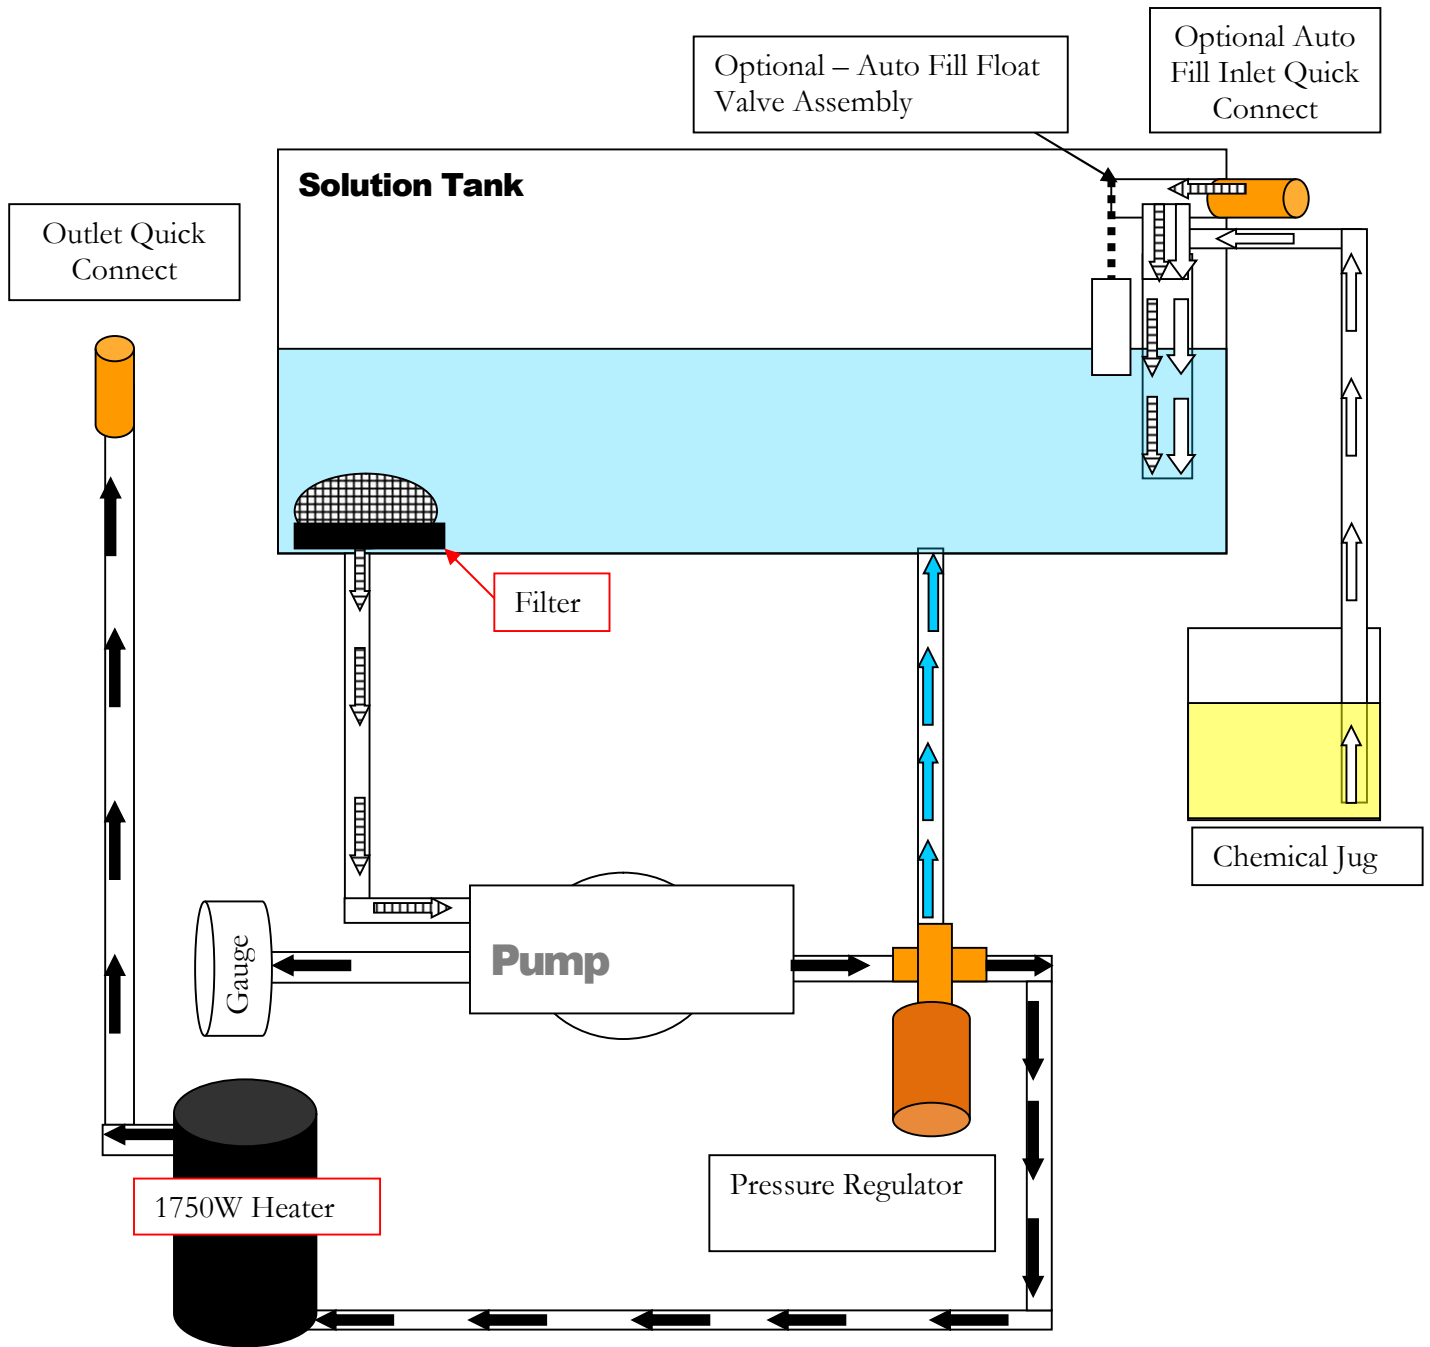 Optional Auto
Fill Inlet Quick
Connect
Optional – Auto Fill Float
Valve Assembly
Solution Tank
Outlet Quick
Connect
Filter
Chemical Jug
Gauge
Pump
Pressure Regulator
1750W Heater